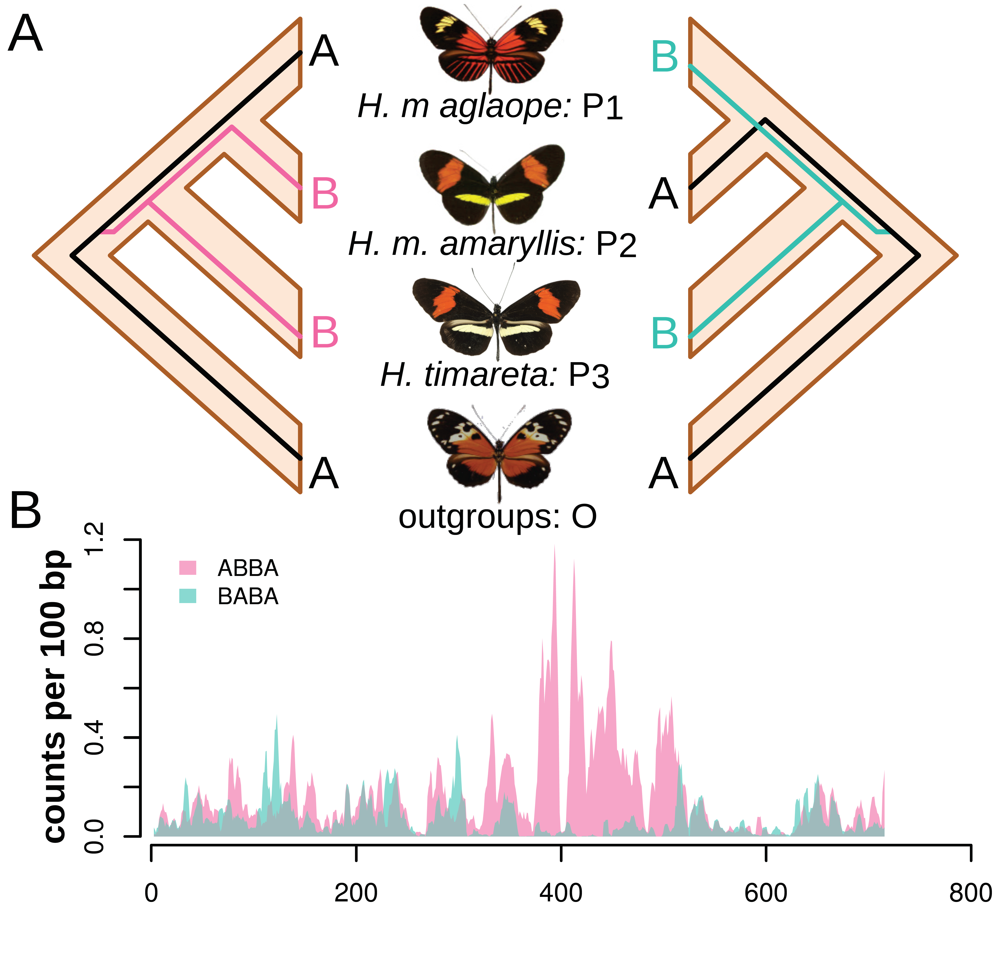 A
A
B
H. m aglaope: P1
B
A
H. m. amaryllis: P2
B
B
H. timareta: P3
A
A
outgroups: O
B
counts per 100 bp
1.2
0.8
0.4
0.0
ABBA
BABA
0 200 400 600 800